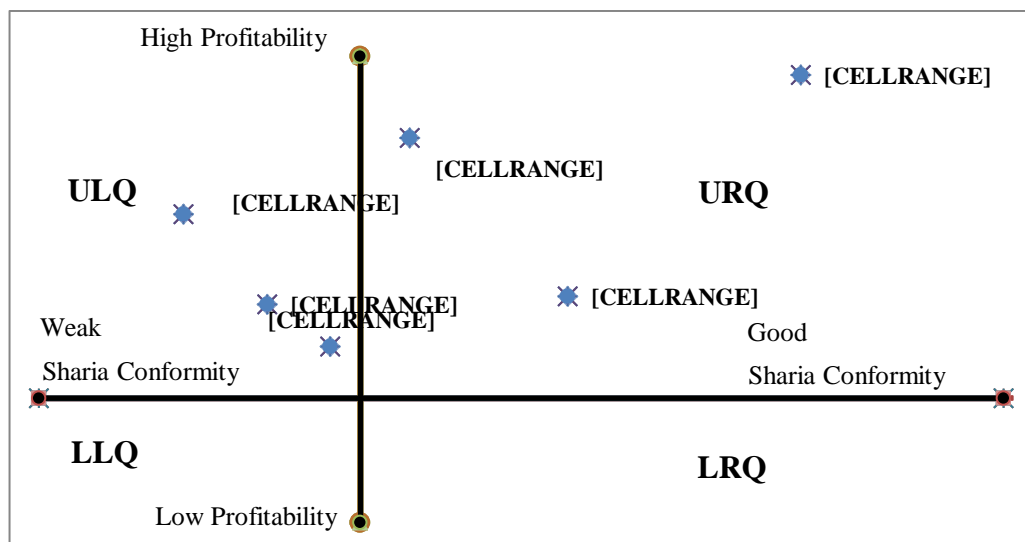 High Profitability
[CELLRANGE]
[CELLRANGE]
ULQ
URQ
[CELLRANGE]
[CELLRANGE]
[CELLRANGE]
[CELLRANGE]
Weak
Sharia Conformity
Good
Sharia Conformity
LLQ
LRQ
Low Profitability